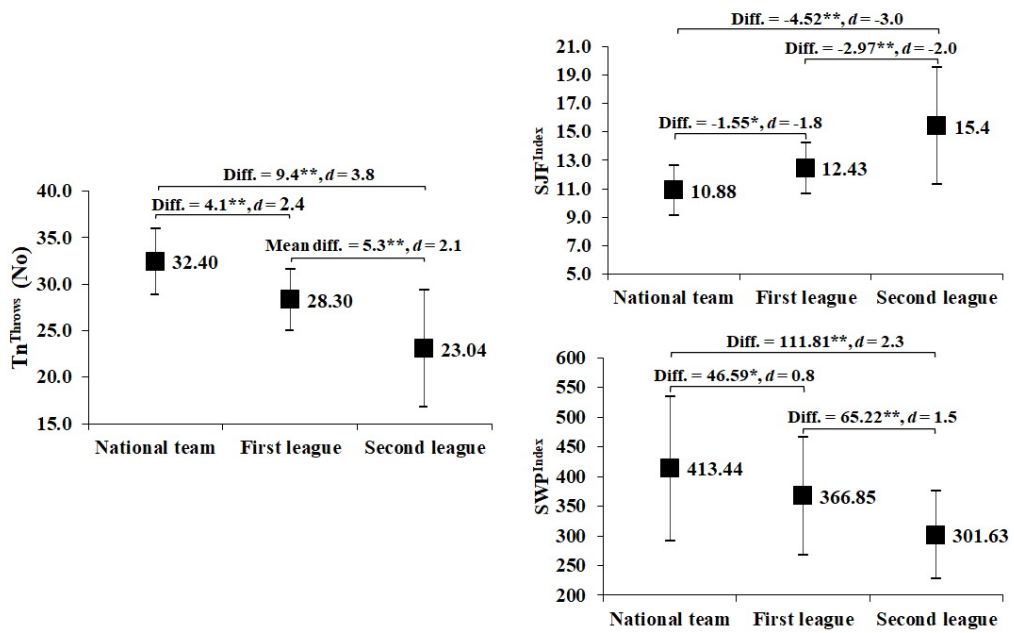 Diff. = 9.4**, d = 3.8
40.0
Diff. = 4.1**, d = 2.4
35.0
Mean diff. = 5.3**, d = 2.1
32.40
30.0
28.30
25.0
23.04
20.0
15.0
Tn^Throws (No)
National team First league Second league
Diff. = -4.52**, d = -3.0
21.0
Diff. = -2.97**, d = -2.0
19.0
17.0
15.4
15.0
Diff. = -1.55*, d = -1.8
13.0
12.43
11.0
10.88
9.0
7.0
5.0
SJF^Index
National team First league Second league
600
Diff. = 111.81**, d = 2.3
550
Diff. = 46.59*, d = 0.8
500
Diff. = 65.22**, d = 1.5
450
413.44
400
366.85
350
300
301.63
250
200
SWP^Index
National team First league Second league